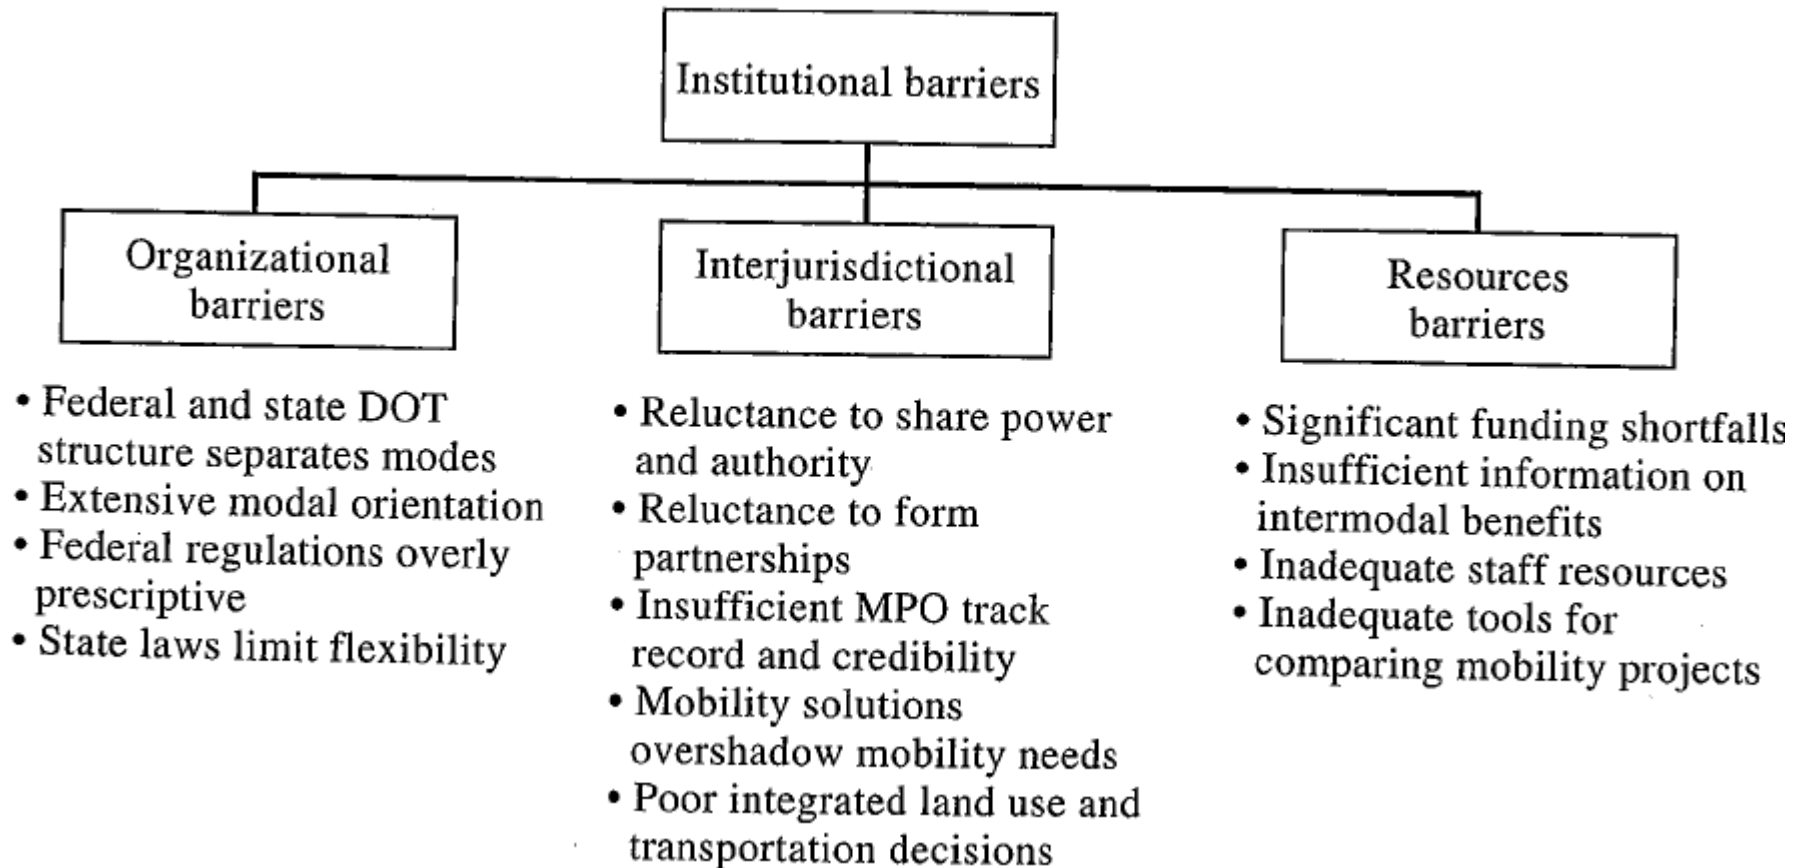 Institutional barriers
Organizational
barriers
• Federal and state DOT
structure separates modes
• Extensive modal orientation
• Federal regulations overly
prescriptive
• State laws limit flexibility
Interjurisdictional
barriers
• Reluctance to share power
and authority
• Reluctance to form
partnerships
• Insufficient MPO track
record and credibility
• Mobility solutions
overshadow mobility needs
• Poor integrated land use and
transportation decisions
Resources
barriers
• Significant funding shortfalls
• Insufficient information on
intermodal benefits
• Inadequate staff resources
• Inadequate tools for
comparing mobility projects